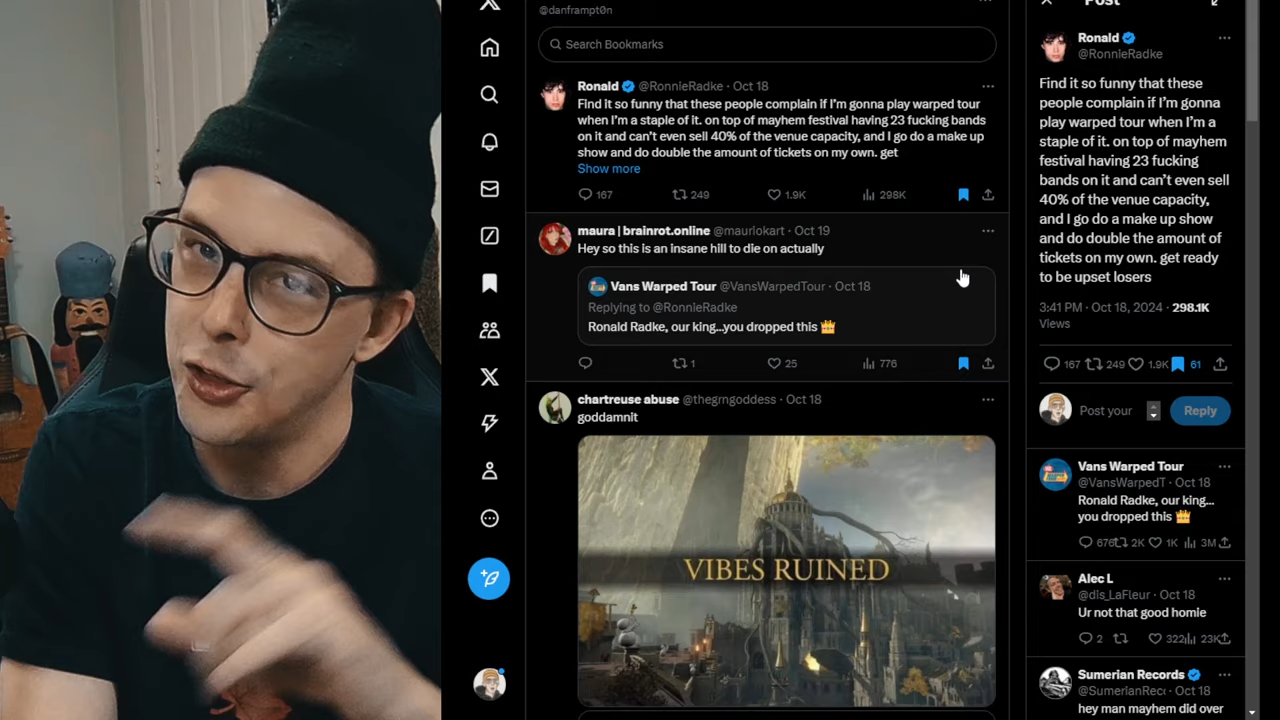 @danframpt0n
Search Bookmarks
Ronald @RonnieRadke · Oct 18
Find it so funny that these people complain if I'm gonna play warped tour
when I'm a staple of it. on top of mayhem festival having 23 fucking bands
on it and can't even sell 40% of the venue capacity, and I go do a make up
show and do double the amount of tickets on my own. get
Show more
167 249 1.9K 298K
maura | brainrot.online @maurlokart · Oct 19
Hey so this is an insane hill to die on actually
Vans Warped Tour @VansWarpedTour · Oct 18
Replying to @RonnieRadke
Ronald Radke, our king...you dropped this 👑
1 25 776
chartreuse abuse @thegrngoddess · Oct 18
goddamnit
VIBES RUINED
Post
Ronald
@RonnieRadke
Find it so funny that these
people complain if I'm gonna
play warped tour when I'm a
staple of it. on top of mayhem
festival having 23 fucking
bands on it and can't even sell
40% of the venue capacity,
and I go do a make up show
and do double the amount of
tickets on my own. get ready
to be upset losers
3:41 PM · Oct 18, 2024 · 298.1K
Views
167 249 1.9K 61
Post your
Reply
Vans Warped Tour
@VansWarpedT · Oct 18
Ronald Radke, our king...
you dropped this 👑
676 2K 1K 3M
Alec L
@dis_LaFleur · Oct 18
Ur not that good homie
2 322 23K
Sumerian Records
@SumerianRec · Oct 18
hey man mayhem did over